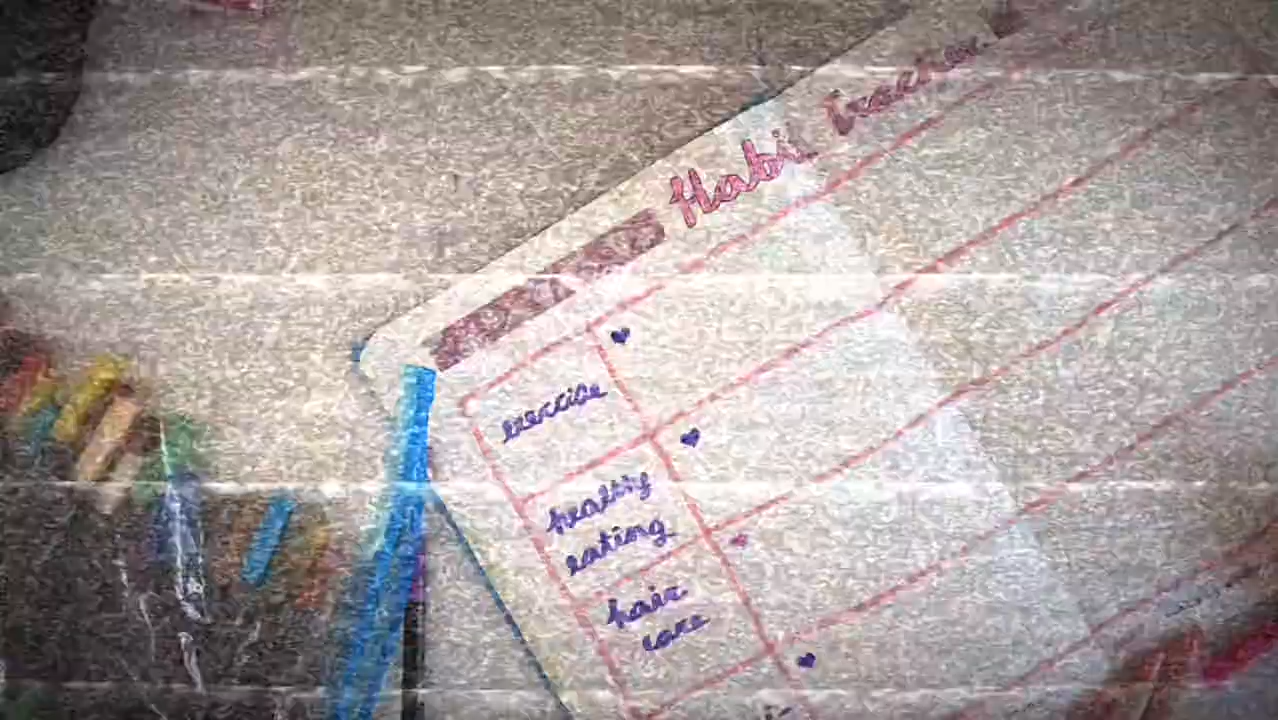 Habit tracker
exercise
healthy
eating
hair
care